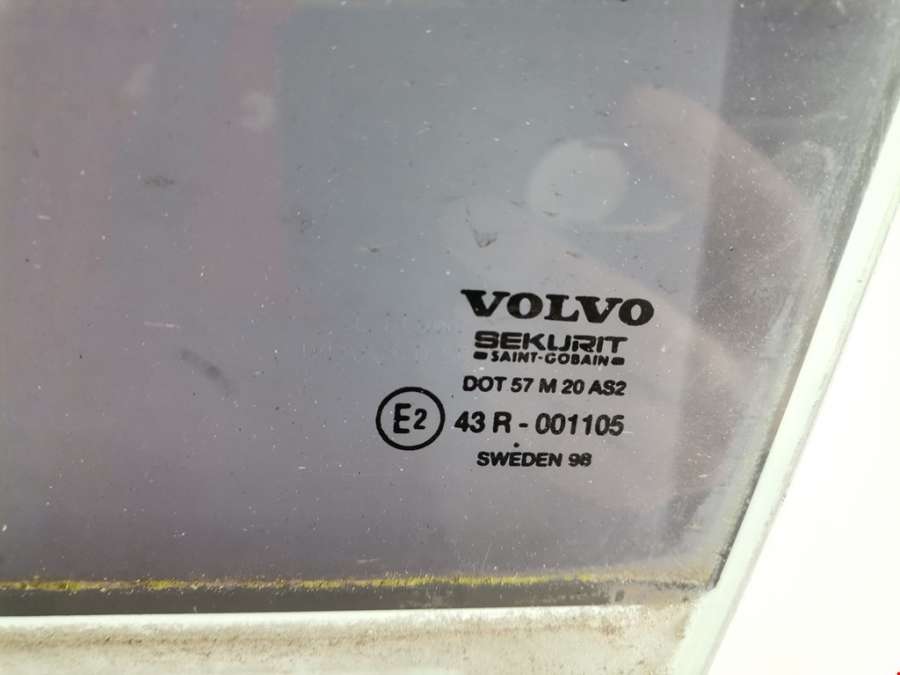 VOLVO
SEKURIT
SAINT-GOBAIN
DOT 57 M 20 AS2
E2 43 R - 001105
SWEDEN 98